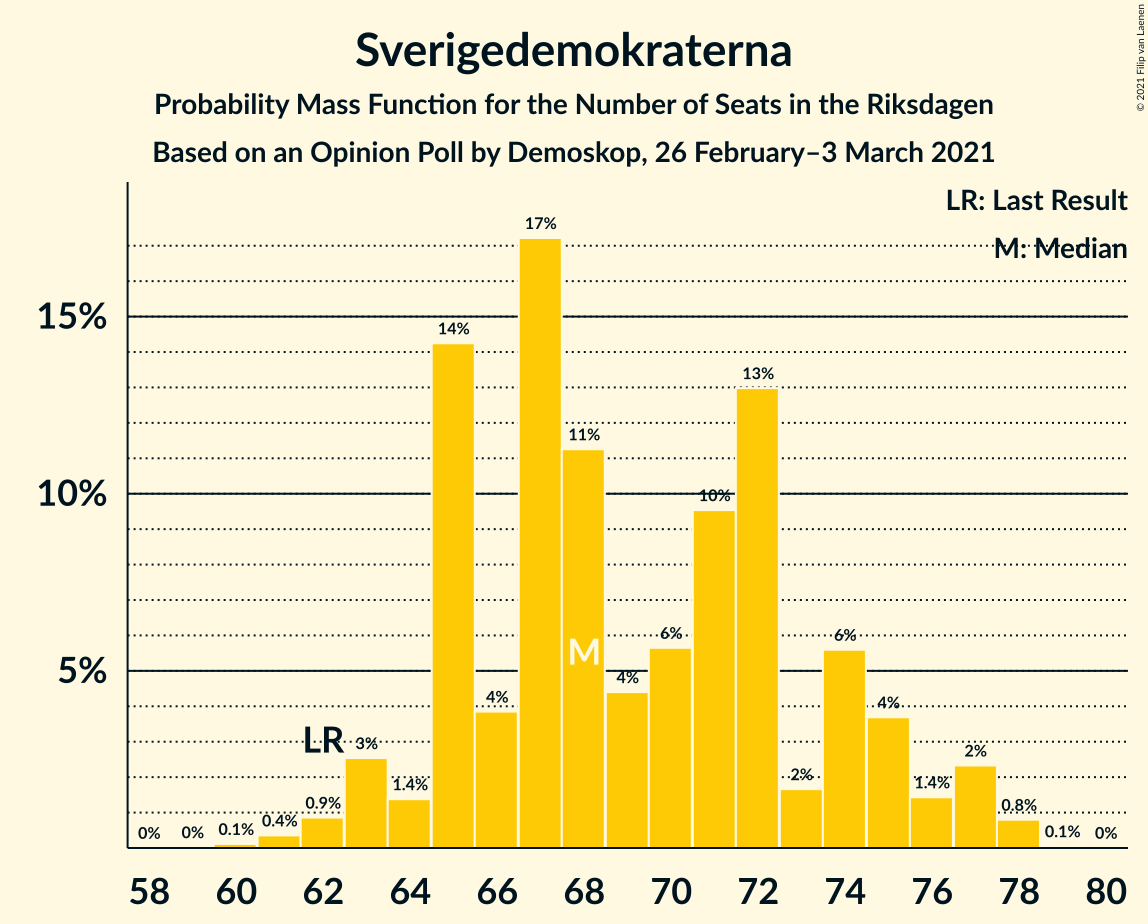 Sverigedemokraterna
Probability Mass Function for the Number of Seats in the Riksdagen
Based on an Opinion Poll by Demoskop, 26 February–3 March 2021
© 2021 Filip van Laenen
LR: Last Result
M: Median
15%
10%
5%
0%
0%
0.1%
0.4%
0.9%
LR
3%
1.4%
14%
4%
17%
11%
M
4%
6%
10%
13%
2%
6%
4%
1.4%
2%
0.8%
0.1%
0%
58 60 62 64 66 68 70 72 74 76 78 80